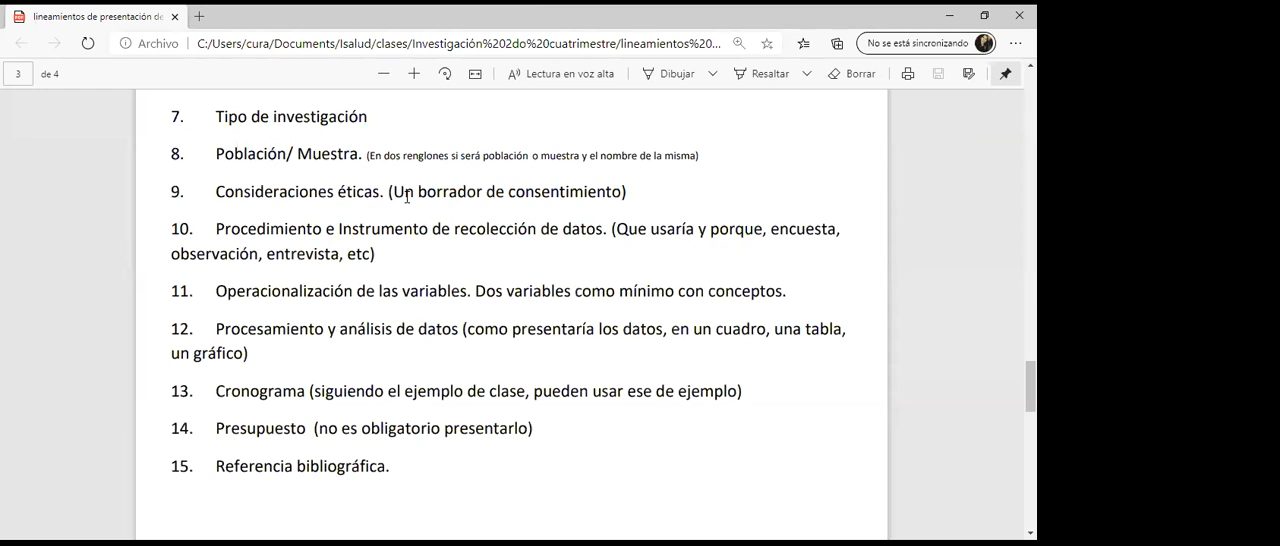 lineamientos de presentación de
Archivo
C:/Users/cura/Documents/Isalud/clases/Investigación%202do%20cuatrimestre/lineamientos%20...
No se está sincronizando
3
de 4
Lectura en voz alta
Dibujar
Resaltar
Borrar
7. Tipo de investigación
8. Población/ Muestra. (En dos renglones si será población o muestra y el nombre de la misma)
9. Consideraciones éticas. (Un borrador de consentimiento)
10. Procedimiento e Instrumento de recolección de datos. (Que usaría y porque, encuesta,
observación, entrevista, etc)
11. Operacionalización de las variables. Dos variables como mínimo con conceptos.
12. Procesamiento y análisis de datos (como presentaría los datos, en un cuadro, una tabla,
un gráfico)
13. Cronograma (siguiendo el ejemplo de clase, pueden usar ese de ejemplo)
14. Presupuesto (no es obligatorio presentarlo)
15. Referencia bibliográfica.